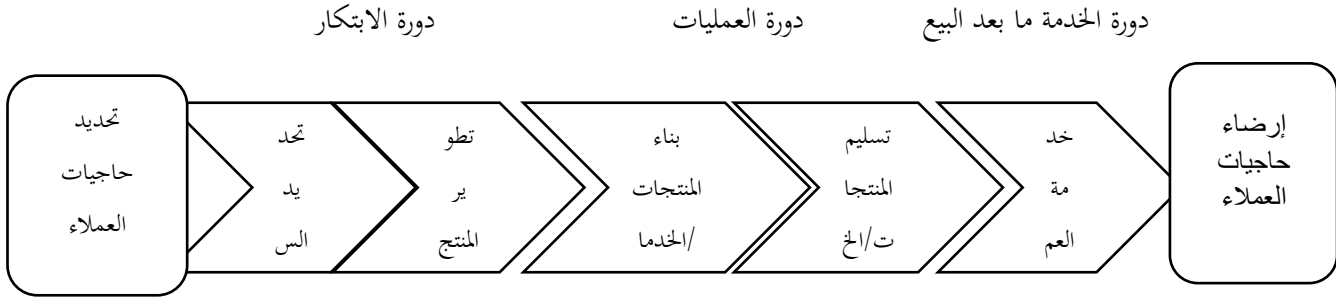 دورة الخدمة ما بعد البيع
دورة العمليات
دورة الابتكار
تحديد
حاجيات
العملاء
تحد
يد
الس
تطو
ير
المنتج
بناء
المنتجات
/الخدما
تسليم
المنتجا
ت/الخ
خد
مة
العم
إرضاء
حاجيات
العملاء